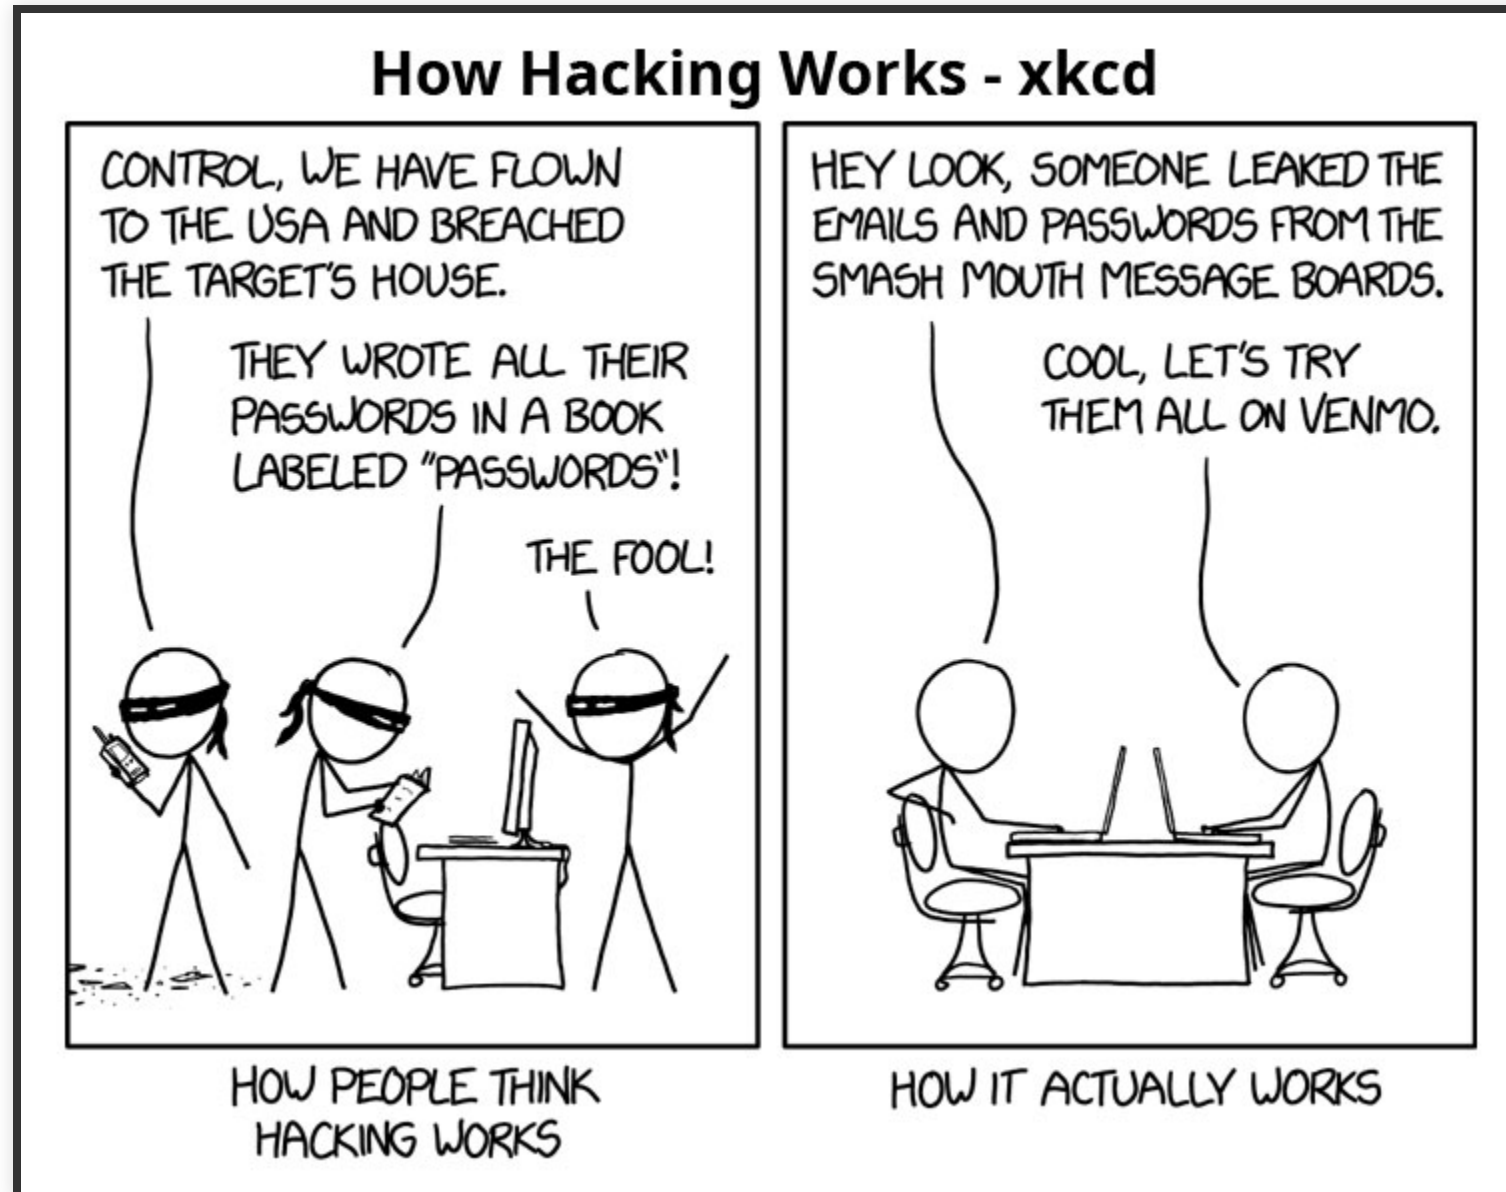 How Hacking Works - xkcd
CONTROL, WE HAVE FLOWN
TO THE USA AND BREACHED
THE TARGET'S HOUSE.
THEY WROTE ALL THEIR
PASSWORDS IN A BOOK
LABELED "PASSWORDS"!
THE FOOL!
HOW PEOPLE THINK
HACKING WORKS
HEY LOOK, SOMEONE LEAKED THE
EMAILS AND PASSWORDS FROM THE
SMASH MOUTH MESSAGE BOARDS.
COOL, LET'S TRY
THEM ALL ON VENMO.
HOW IT ACTUALLY WORKS